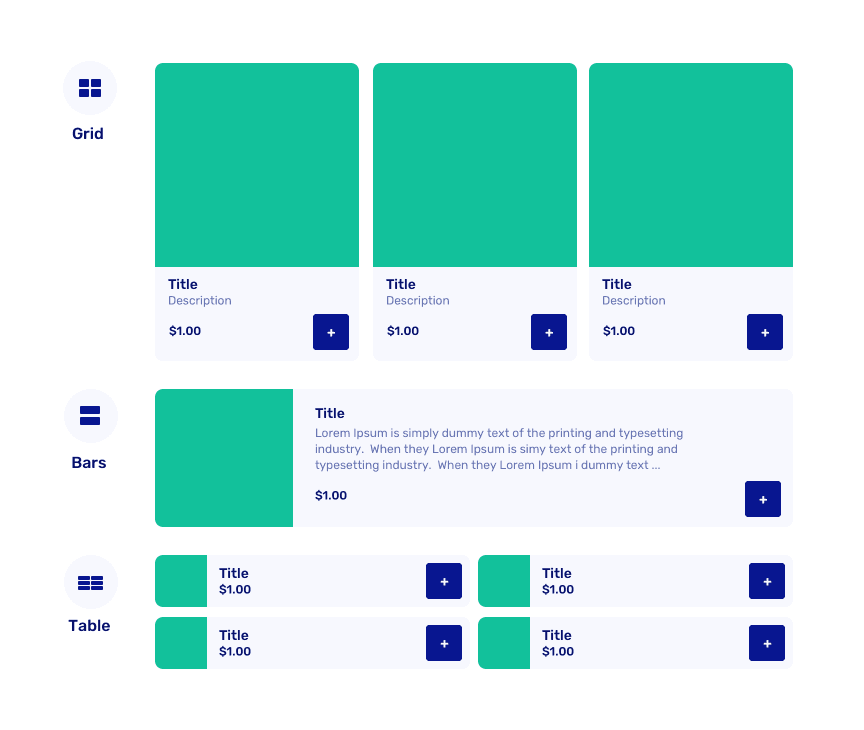 Grid
Title
Description
$1.00
+
Title
Description
$1.00
+
Title
Description
$1.00
+
Bars
Title
Lorem Ipsum is simply dummy text of the printing and typesetting
industry.  When they Lorem Ipsum is simy text of the printing and
typesetting industry.  When they Lorem Ipsum i dummy text ...
$1.00
+
Table
Title
$1.00
+
Title
$1.00
+
Title
$1.00
+
Title
$1.00
+